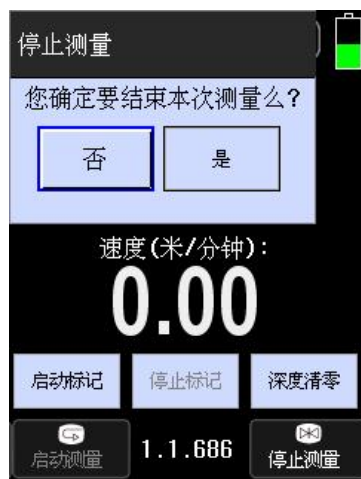 停止测量
您确定要结束本次测量么?
否 是
速度(米/分钟):
0.00
启动标记 停止标记 深度清零
启动测量 1.1.686 停止测量